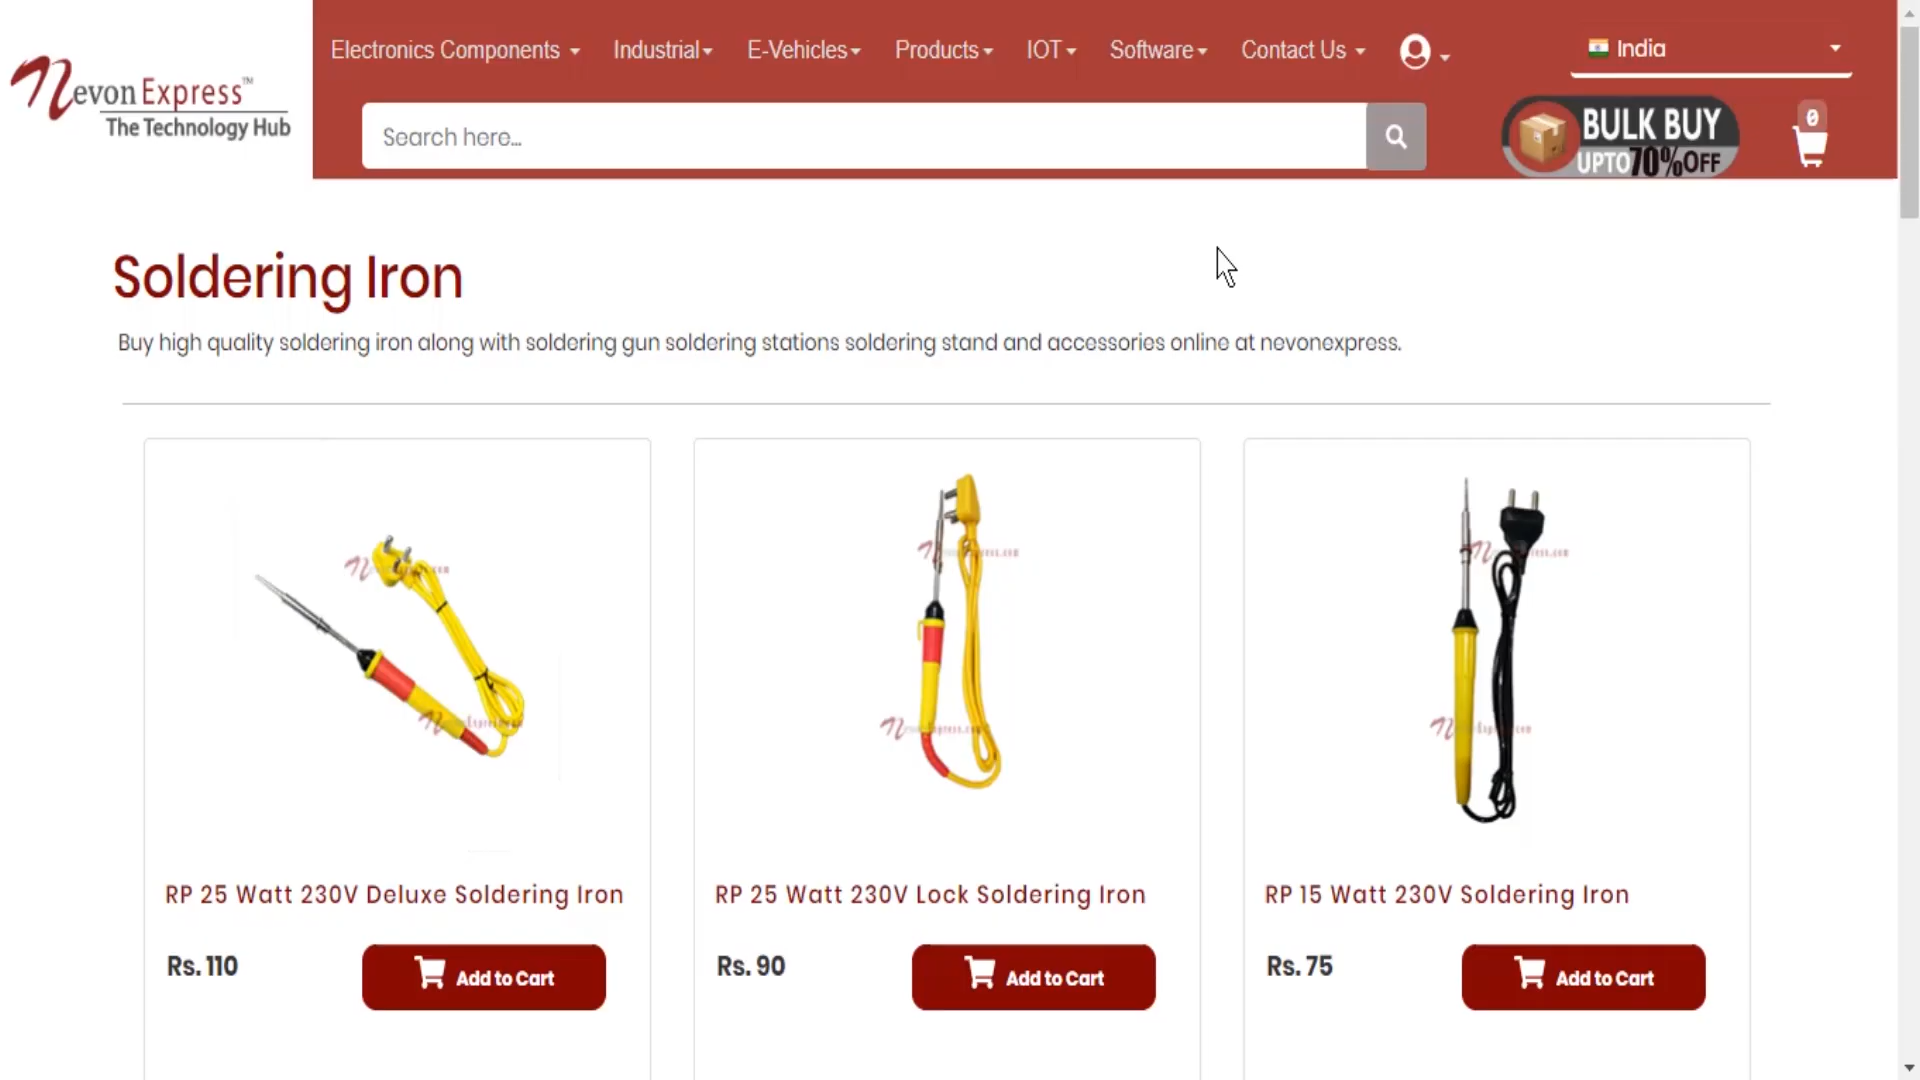 Nevon Express™
The Technology Hub
Electronics Components
Industrial
E-Vehicles
Products
IOT
Software
Contact Us
India
Search here...
BULK BUY
UPTO 70% OFF
0
Soldering Iron
Buy high quality soldering iron along with soldering gun soldering stations soldering stand and accessories online at nevonexpress.
RP 25 Watt 230V Deluxe Soldering Iron
Rs. 110
Add to Cart
RP 25 Watt 230V Lock Soldering Iron
Rs. 90
Add to Cart
RP 15 Watt 230V Soldering Iron
Rs. 75
Add to Cart